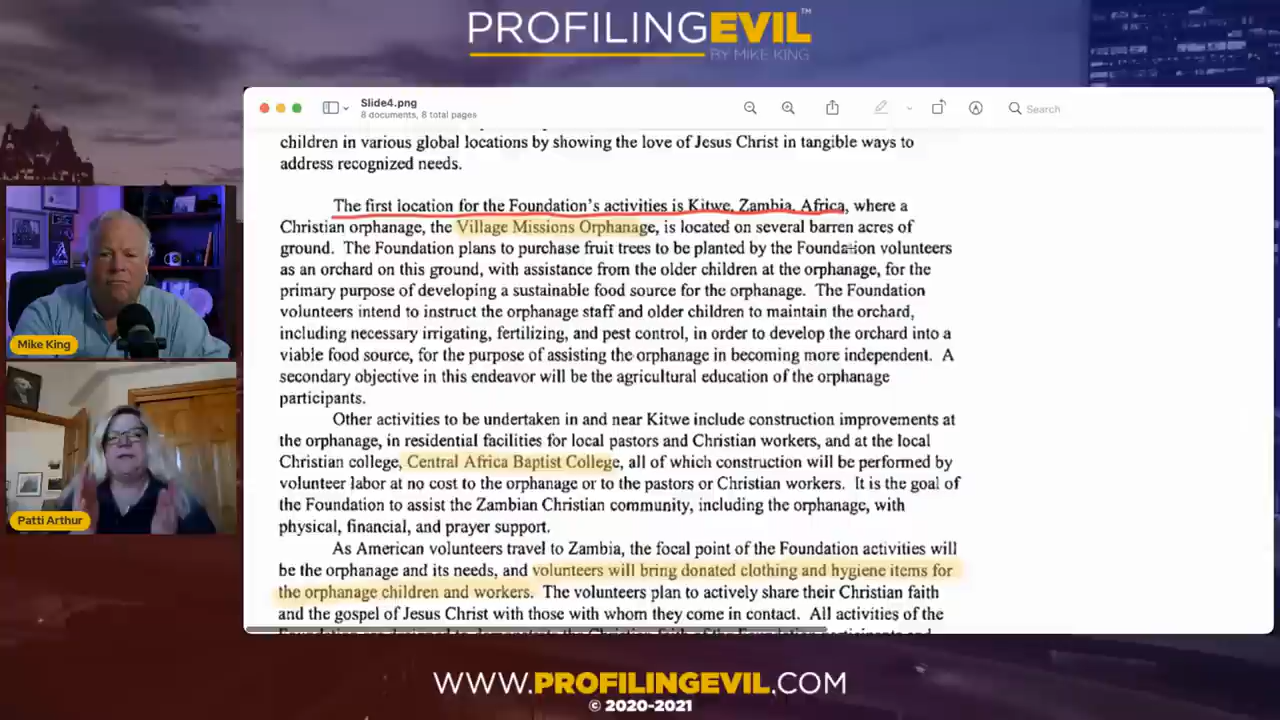 PROFILINGEVIL™
BY MIKE KING
Slide4.png
8 documents, 8 total pages
Search
children in various global locations by showing the love of Jesus Christ in tangible ways to
address recognized needs.
The first location for the Foundation's activities is Kitwe, Zambia, Africa, where a
Christian orphanage, the Village Missions Orphanage, is located on several barren acres of
ground. The Foundation plans to purchase fruit trees to be planted by the Foundation volunteers
as an orchard on this ground, with assistance from the older children at the orphanage, for the
primary purpose of developing a sustainable food source for the orphanage. The Foundation
volunteers intend to instruct the orphanage staff and older children to maintain the orchard,
including necessary irrigating, fertilizing, and pest control, in order to develop the orchard into a
viable food source, for the purpose of assisting the orphanage in becoming more independent. A
secondary objective in this endeavor will be the agricultural education of the orphanage
participants.
Other activities to be undertaken in and near Kitwe include construction improvements at
the orphanage, in residential facilities for local pastors and Christian workers, and at the local
Christian college, Central Africa Baptist College, all of which construction will be performed by
volunteer labor at no cost to the orphanage or to the pastors or Christian workers. It is the goal of
the Foundation to assist the Zambian Christian community, including the orphanage, with
physical, financial, and prayer support.
As American volunteers travel to Zambia, the focal point of the Foundation activities will
be the orphanage and its needs, and volunteers will bring donated clothing and hygiene items for
the orphanage children and workers. The volunteers plan to actively share their Christian faith
and the gospel of Jesus Christ with those with whom they come in contact. All activities of the
Mike King
Patti Arthur
WWW.PROFILINGEVIL.COM
© 2020-2021